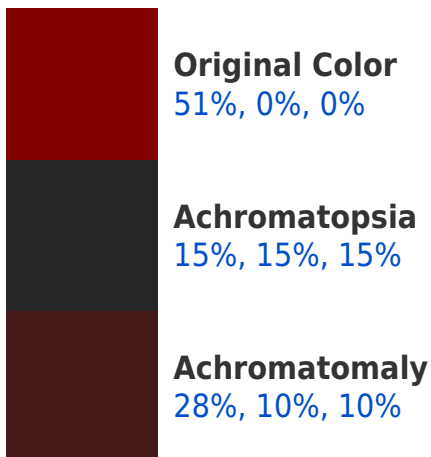 Original Color
51%, 0%, 0%
Achromatopsia
15%, 15%, 15%
Achromatomaly
28%, 10%, 10%